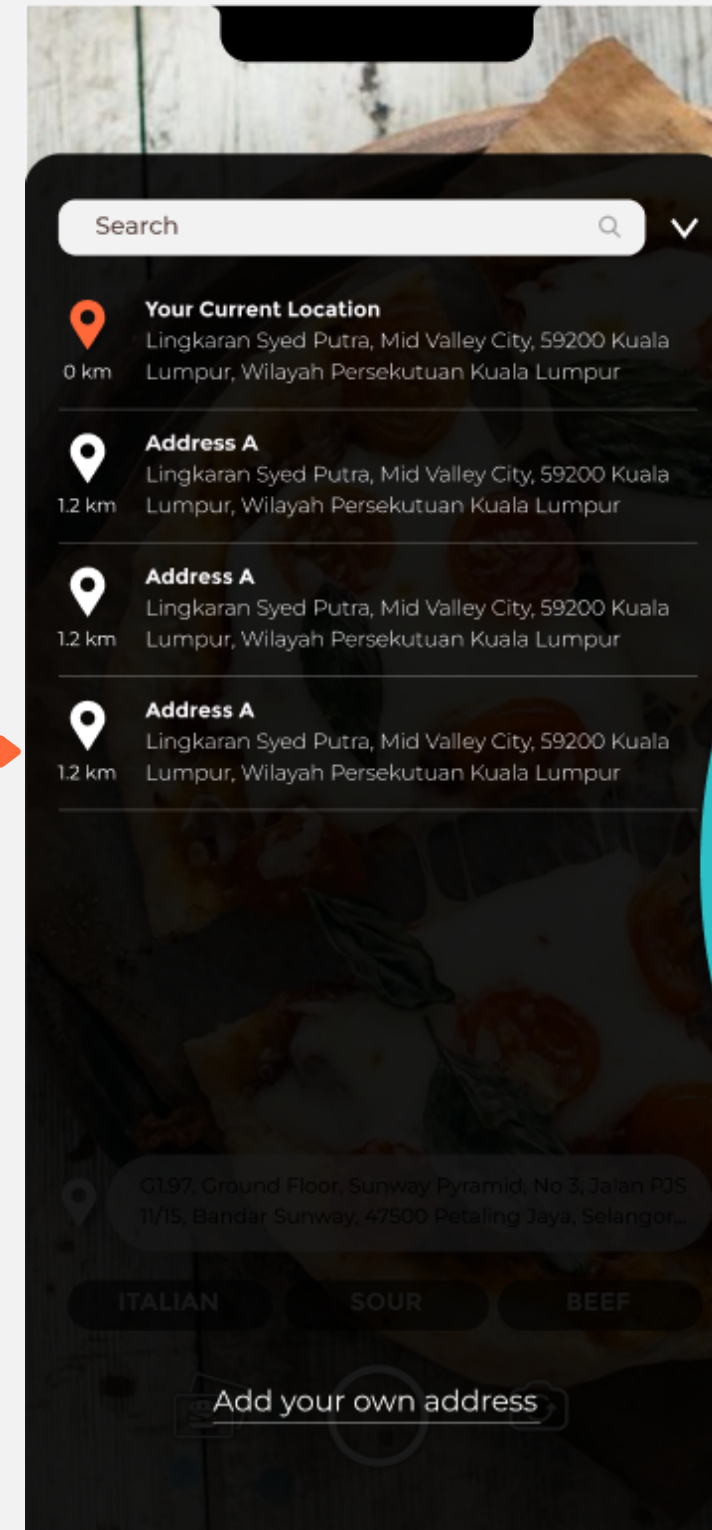 Search
Your Current Location
Lingkaran Syed Putra, Mid Valley City, 59200 Kuala
0 km Lumpur, Wilayah Persekutuan Kuala Lumpur
Address A
Lingkaran Syed Putra, Mid Valley City, 59200 Kuala
1.2 km Lumpur, Wilayah Persekutuan Kuala Lumpur
Address A
Lingkaran Syed Putra, Mid Valley City, 59200 Kuala
1.2 km Lumpur, Wilayah Persekutuan Kuala Lumpur
Address A
Lingkaran Syed Putra, Mid Valley City, 59200 Kuala
1.2 km Lumpur, Wilayah Persekutuan Kuala Lumpur
G1.97, Ground Floor, Sunway Pyramid, No 3, Jalan PJS
11/15, Bandar Sunway, 47500 Petaling Jaya, Selangor...
ITALIAN SOUR BEEF
Add your own address